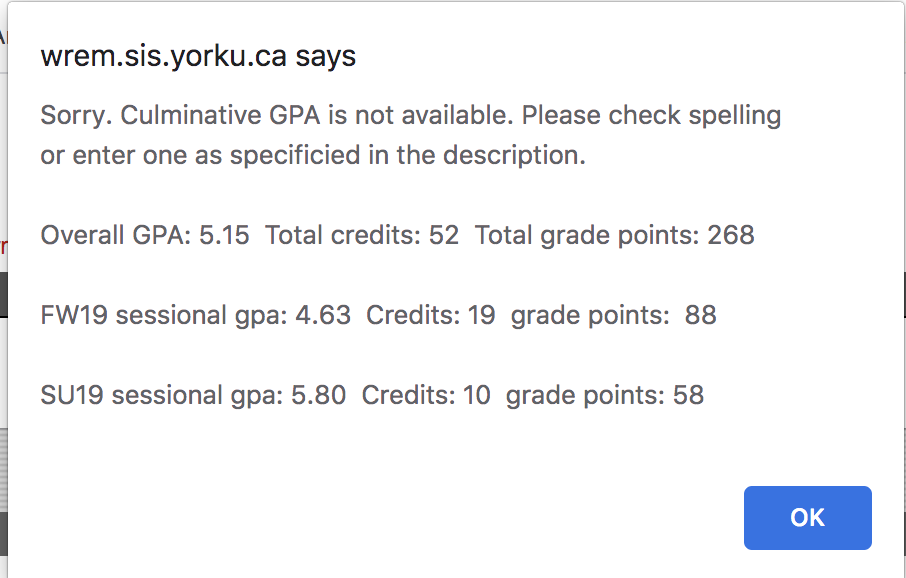 wrem.sis.yorku.ca says
Sorry. Culminative GPA is not available. Please check spelling
or enter one as specificied in the description.
Overall GPA: 5.15  Total credits: 52  Total grade points: 268
FW19 sessional gpa: 4.63  Credits: 19  grade points:  88
SU19 sessional gpa: 5.80  Credits: 10  grade points: 58
OK